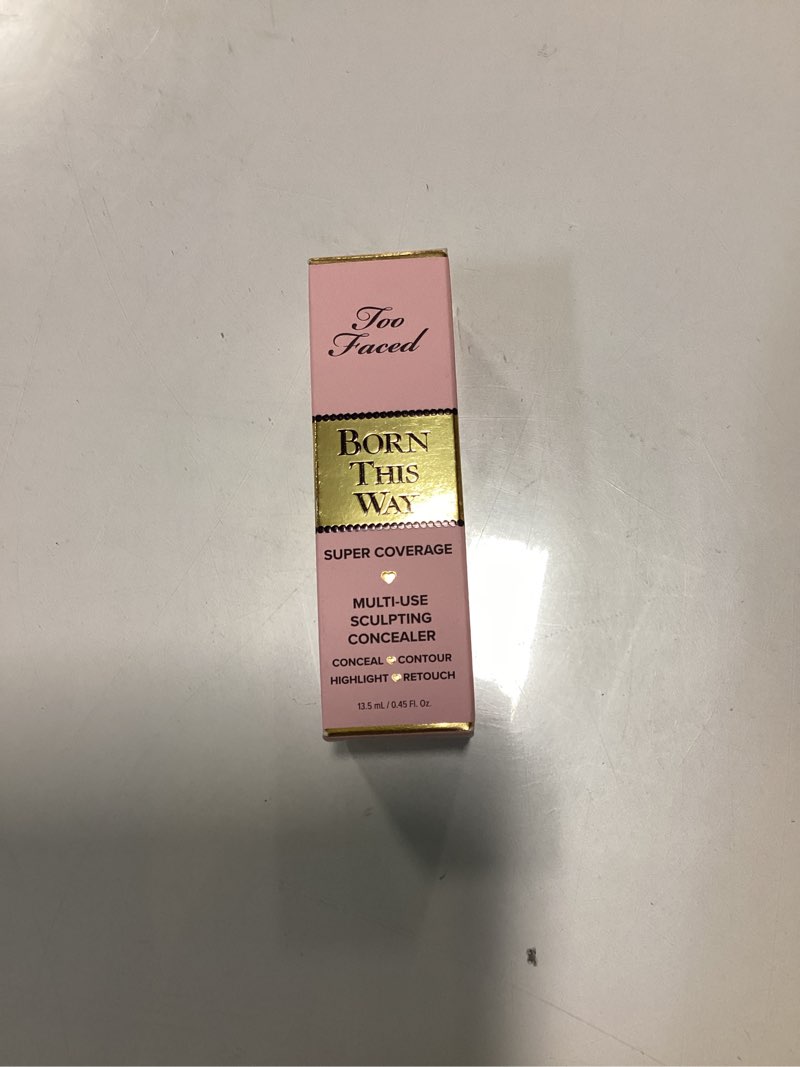 Too
Faced
BORN
THIS
WAY
SUPER COVERAGE
MULTI-USE
SCULPTING
CONCEALER
CONCEAL CONTOUR
HIGHLIGHT RETOUCH
13.5 mL / 0.45 Fl. Oz.